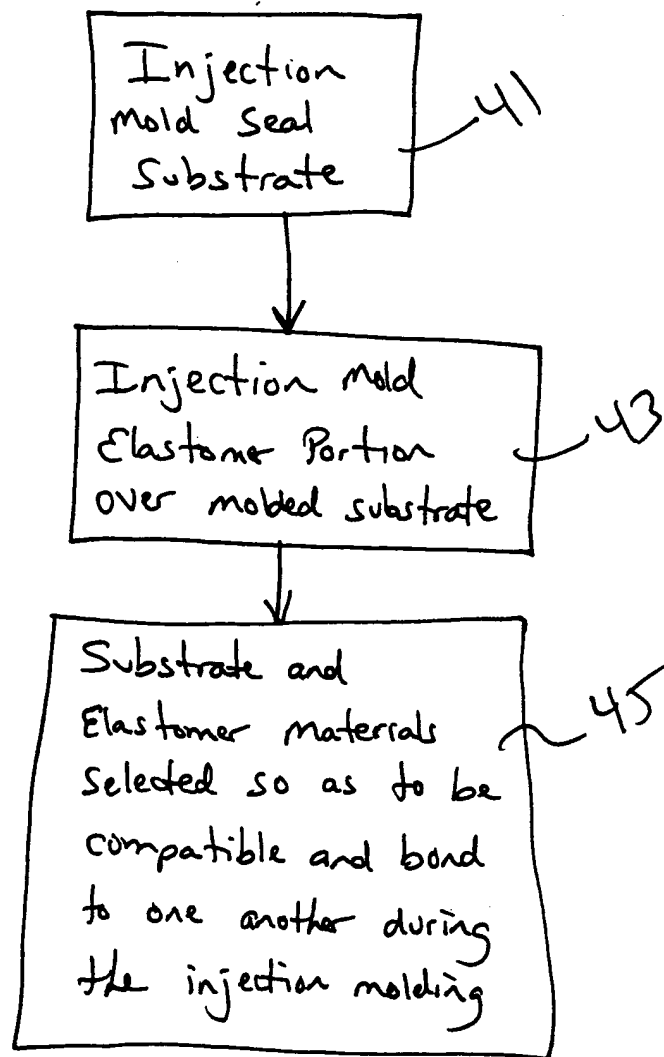 Injection
Mold Seal
Substrate
41
Injection Mold
Elastomer Portion
over molded substrate
43
Substrate and
Elastomer Materials
selected so as to be
compatible and bond
to one another during
the injection molding
45